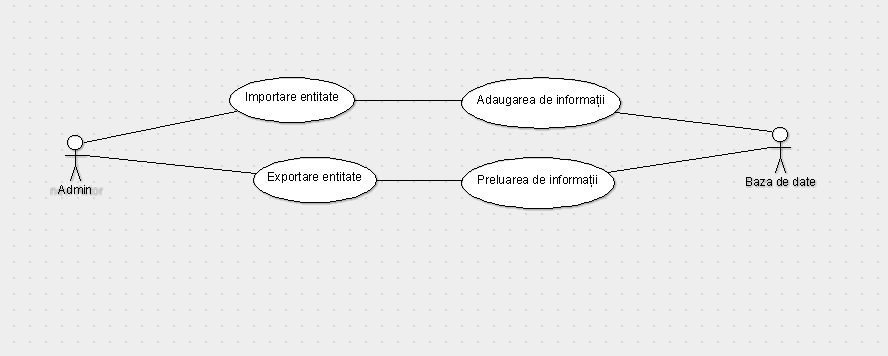 Importare entitate
Adaugarea de informații
Admin
Exportare entitate
Preluarea de informații
Baza de date